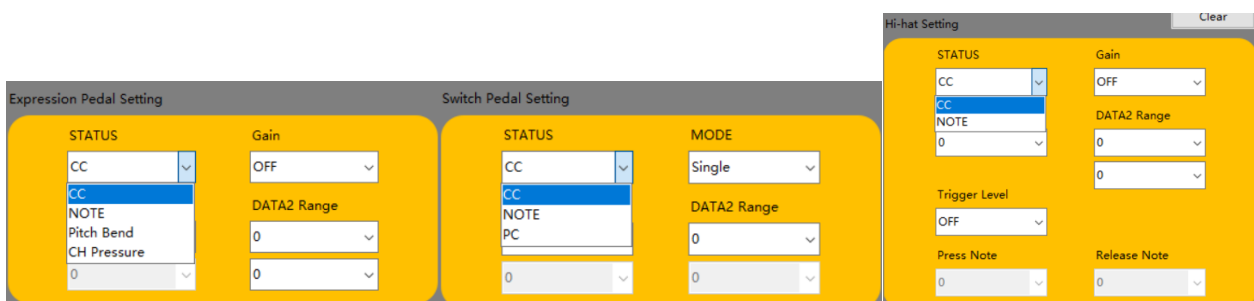 Expression Pedal Setting
STATUS
Gain
CC
OFF
CC
NOTE
Pitch Bend
CH Pressure
DATA2 Range
0
0
0
Switch Pedal Setting
STATUS
MODE
CC
Single
CC
NOTE
PC
DATA2 Range
0
0
0
Hi-hat Setting
Clear
STATUS
Gain
CC
OFF
CC
NOTE
DATA2 Range
0
0
0
Trigger Level
OFF
Press Note
Release Note
0
0